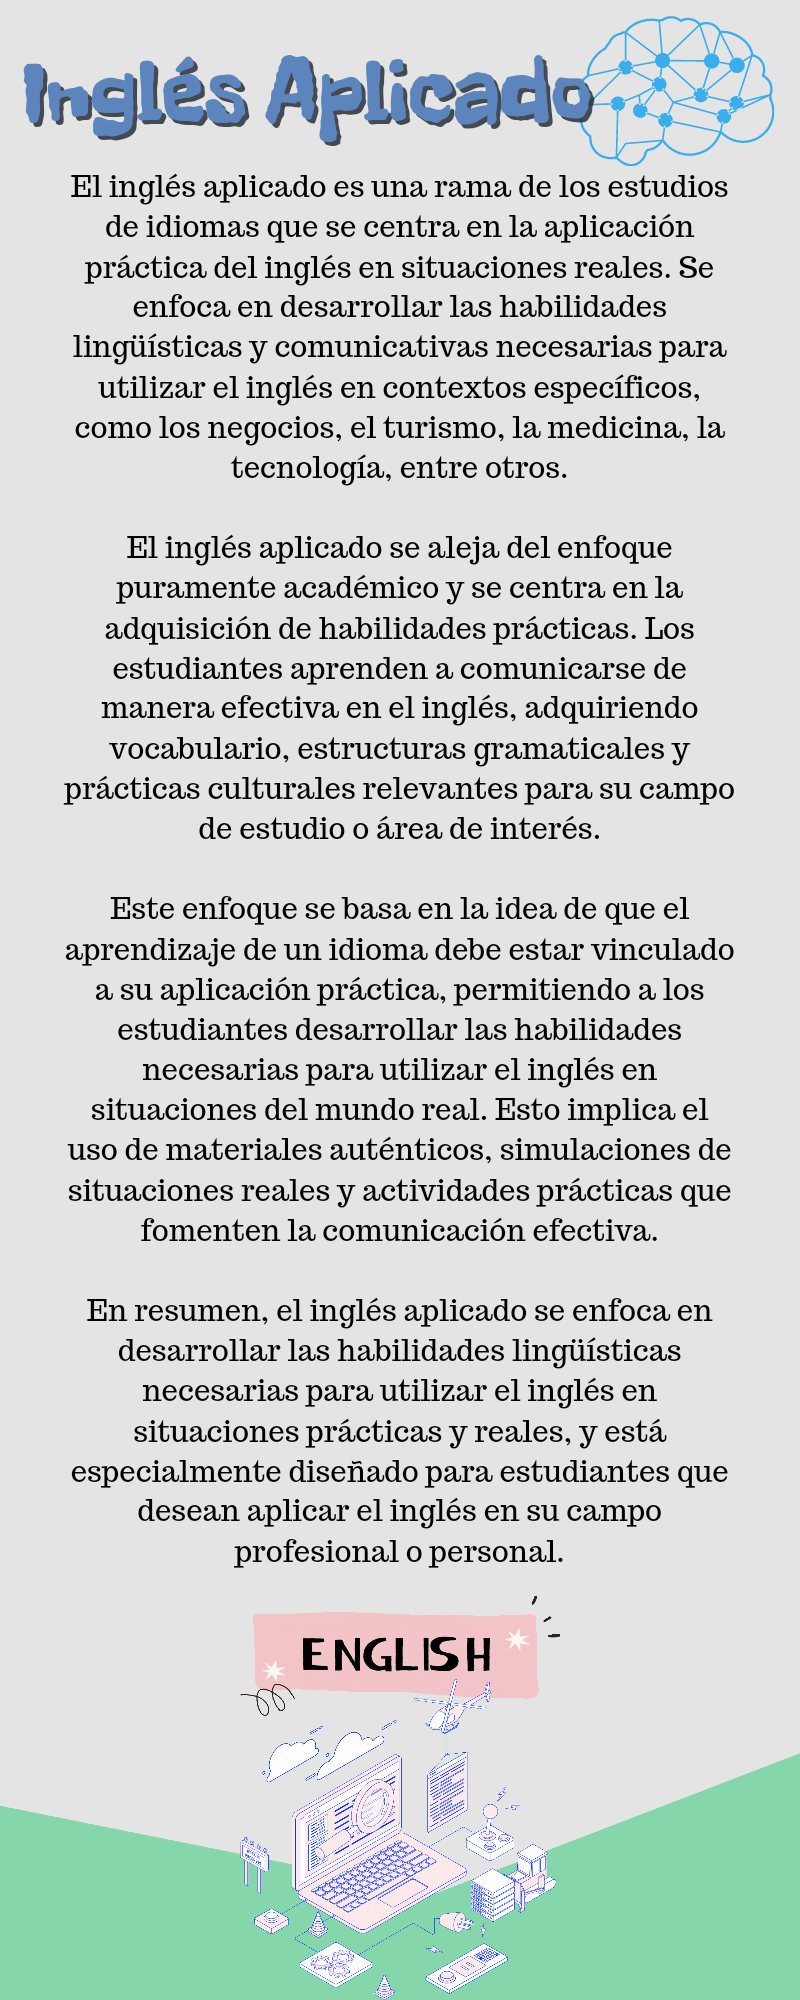 Inglés Aplicado
El inglés aplicado es una rama de los estudios
de idiomas que se centra en la aplicación
práctica del inglés en situaciones reales. Se
enfoca en desarrollar las habilidades
lingüísticas y comunicativas necesarias para
utilizar el inglés en contextos específicos,
como los negocios, el turismo, la medicina, la
tecnología, entre otros.
El inglés aplicado se aleja del enfoque
puramente académico y se centra en la
adquisición de habilidades prácticas. Los
estudiantes aprenden a comunicarse de
manera efectiva en el inglés, adquiriendo
vocabulario, estructuras gramaticales y
prácticas culturales relevantes para su campo
de estudio o área de interés.
Este enfoque se basa en la idea de que el
aprendizaje de un idioma debe estar vinculado
a su aplicación práctica, permitiendo a los
estudiantes desarrollar las habilidades
necesarias para utilizar el inglés en
situaciones del mundo real. Esto implica el
uso de materiales auténticos, simulaciones de
situaciones reales y actividades prácticas que
fomenten la comunicación efectiva.
En resumen, el inglés aplicado se enfoca en
desarrollar las habilidades lingüísticas
necesarias para utilizar el inglés en
situaciones prácticas y reales, y está
especialmente diseñado para estudiantes que
desean aplicar el inglés en su campo
profesional o personal.
ENGLISH